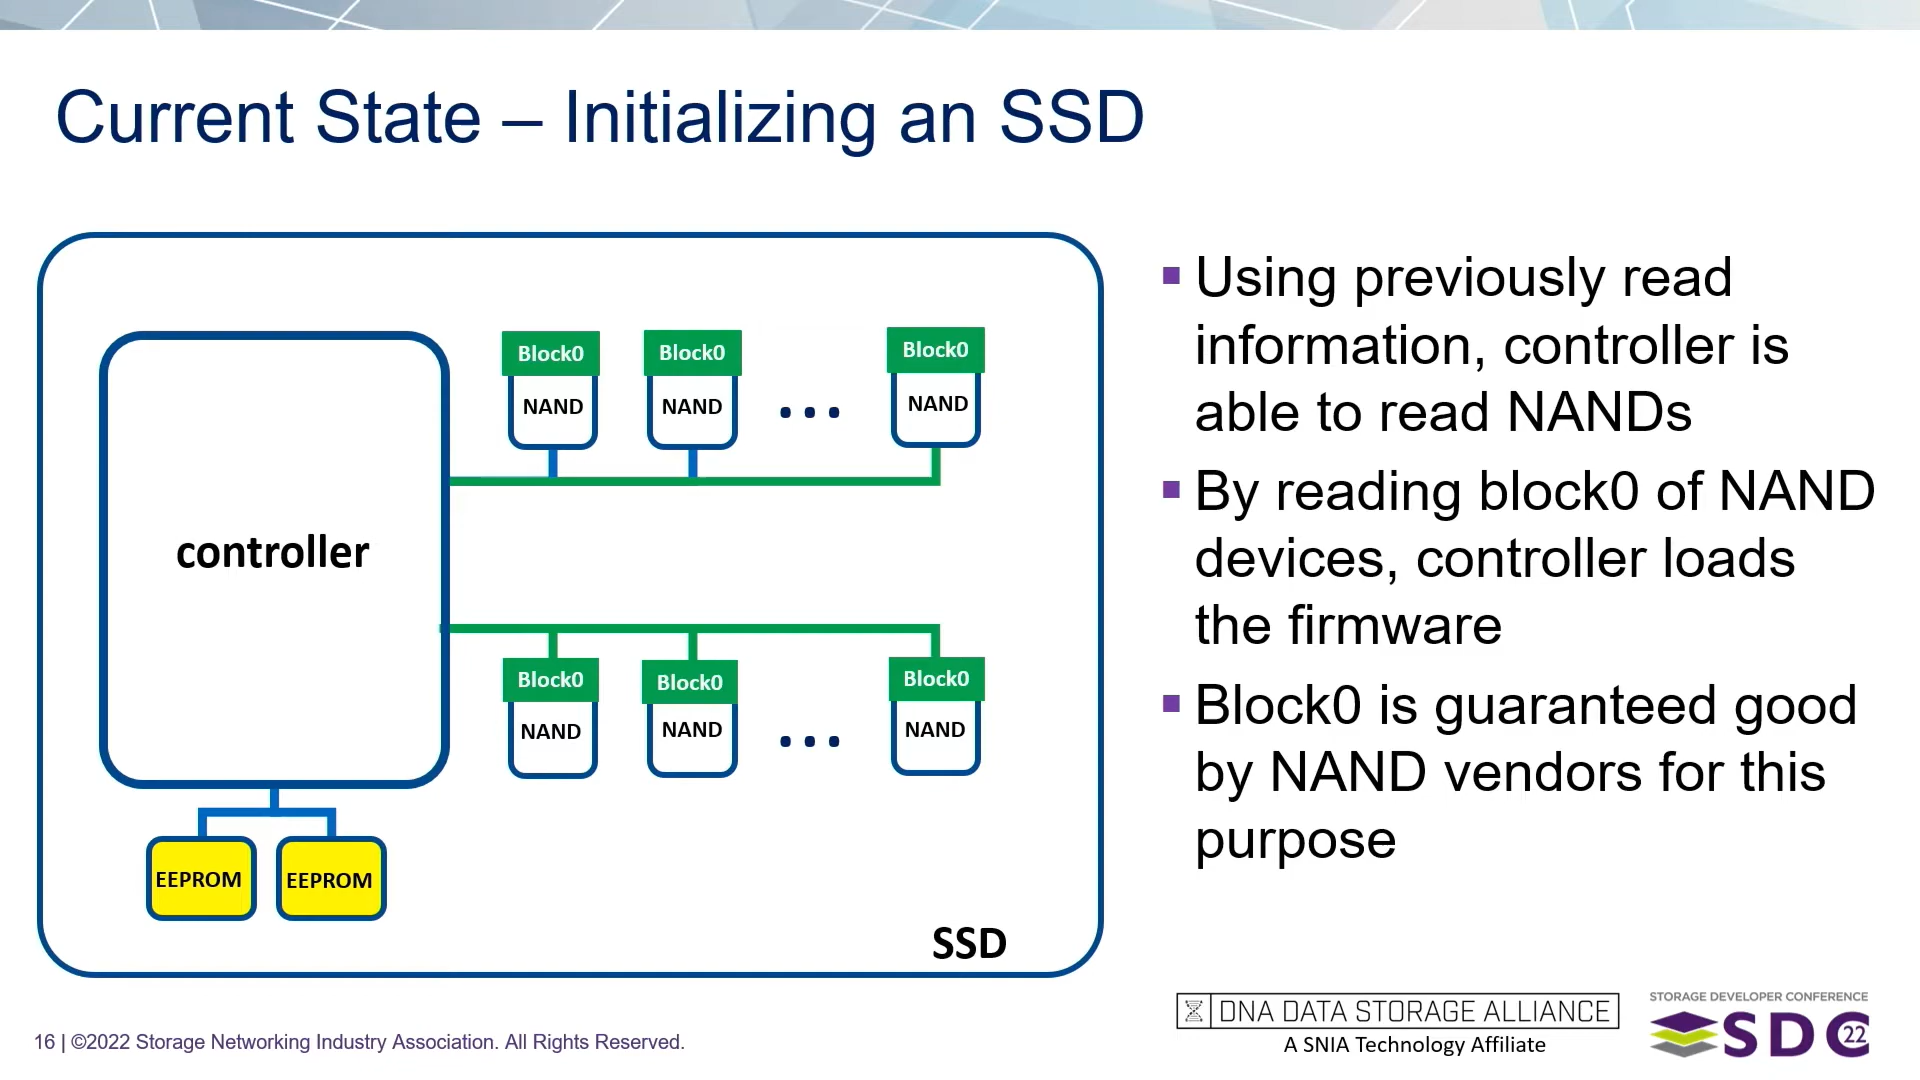 Current State – Initializing an SSD
Block0
Block0
Block0
NAND
NAND
...
NAND
controller
Block0
Block0
Block0
NAND
NAND
...
NAND
EEPROM
EEPROM
SSD
▪ Using previously read
information, controller is
able to read NANDs
▪ By reading block0 of NAND
devices, controller loads
the firmware
▪ Block0 is guaranteed good
by NAND vendors for this
purpose
16 | ©2022 Storage Networking Industry Association. All Rights Reserved.
DNA DATA STORAGE ALLIANCE
A SNIA Technology Affiliate
STORAGE DEVELOPER CONFERENCE
SDC 22